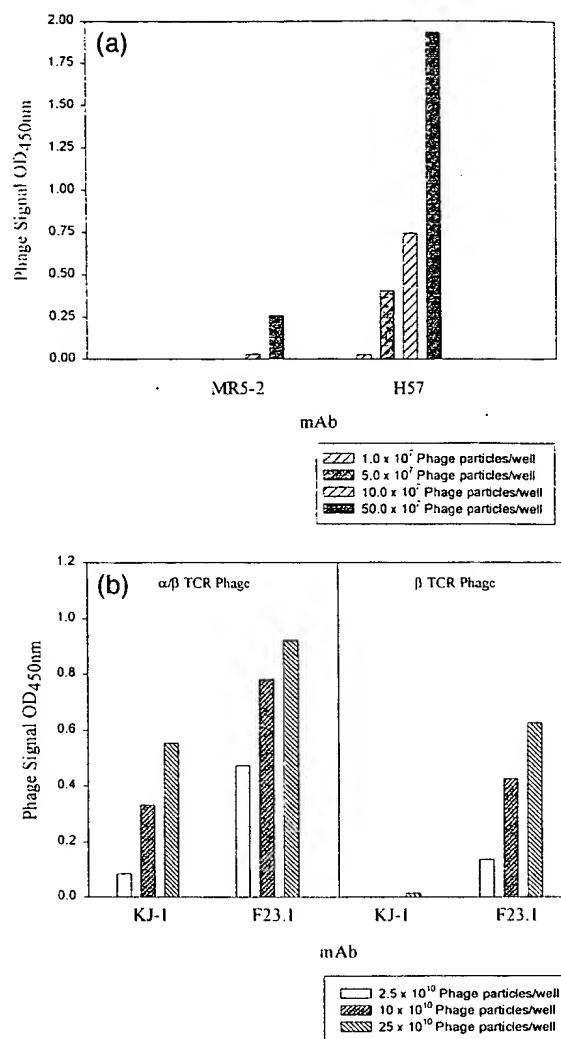 (a)
2.00
1.75
1.50
1.25
1.00
0.75
0.50
0.25
0.00
Phage Signal OD450nm
MR5-2 H57
mAb
1.0 x 10⁷ Phage particles/well
5.0 x 10⁷ Phage particles/well
10.0 x 10⁷ Phage particles/well
50.0 x 10⁷ Phage particles/well
(b)
α/β TCR Phage β TCR Phage
1.2
1.0
0.8
0.6
0.4
0.2
0.0
Phage Signal OD450nm
KJ-1 F23.1 KJ-1 F23.1
mAb
2.5 x 10¹⁰ Phage particles/well
10 x 10¹⁰ Phage particles/well
25 x 10¹⁰ Phage particles/well